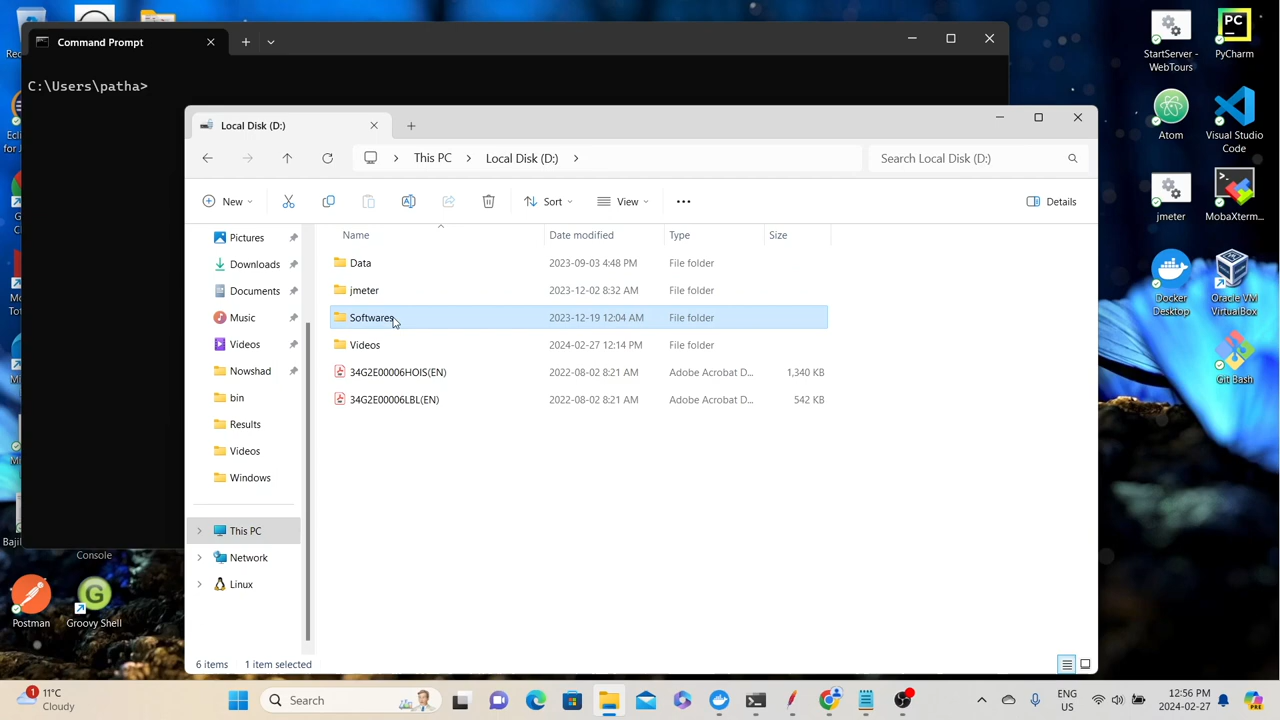 Command Prompt
C:\Users\patha>
Local Disk (D:)
This PC
Local Disk (D:)
Search Local Disk (D:)
New
Sort
View
Details
Name
Date modified
Type
Size
Pictures
Downloads
Documents
Music
Videos
Nowshad
bin
Results
Videos
Windows
This PC
Network
Linux
Data 2023-09-03 4:48 PM File folder
jmeter 2023-12-02 8:32 AM File folder
Softwares 2023-12-19 12:04 AM File folder
Videos 2024-02-27 12:14 PM File folder
34G2E00006HOIS(EN) 2022-08-02 8:21 AM Adobe Acrobat D... 1,340 KB
34G2E00006LBL(EN) 2022-08-02 8:21 AM Adobe Acrobat D... 542 KB
6 items 1 item selected
StartServer -
WebTours
PyCharm
Atom
Visual Studio
Code
jmeter
MobaXterm...
Docker
Desktop
Oracle VM
VirtualBox
Git Bash
Console
Postman
Groovy Shell
1
11°C
Cloudy
Search
ENG
US
12:56 PM
2024-02-27